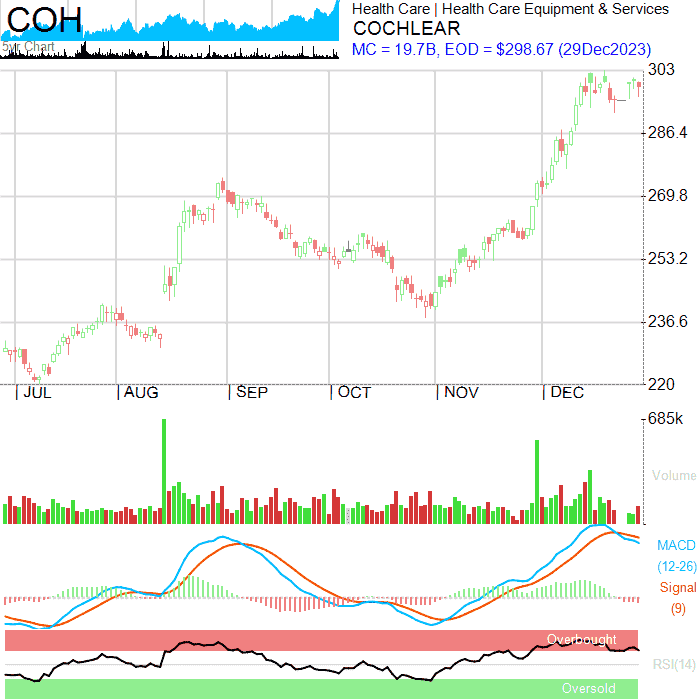 COH
5yr Chart
Health Care | Health Care Equipment & Services
COCHLEAR
MC = 19.7B, EOD = $298.67 (29Dec2023)
303
286.4
269.8
253.2
236.6
220
JUL
AUG
SEP
OCT
NOV
DEC
685k
Volume
MACD
(12-26)
Signal
(9)
Overbought
RSI(14)
Oversold